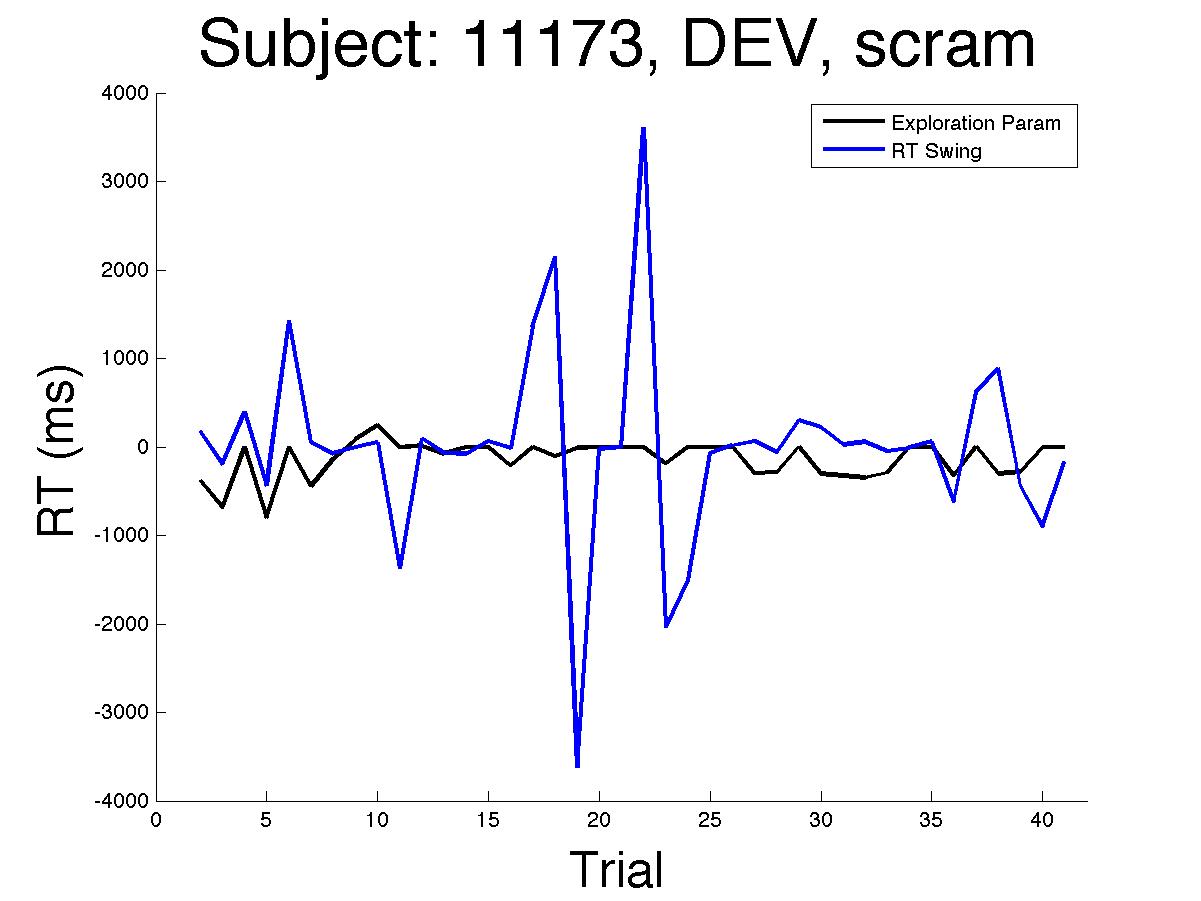 Subject: 11173, DEV, scram
4000
3000
2000
1000
0
-1000
-2000
-3000
-4000
RT (ms)
Exploration Param
RT Swing
0 5 10 15 20 25 30 35 40
Trial